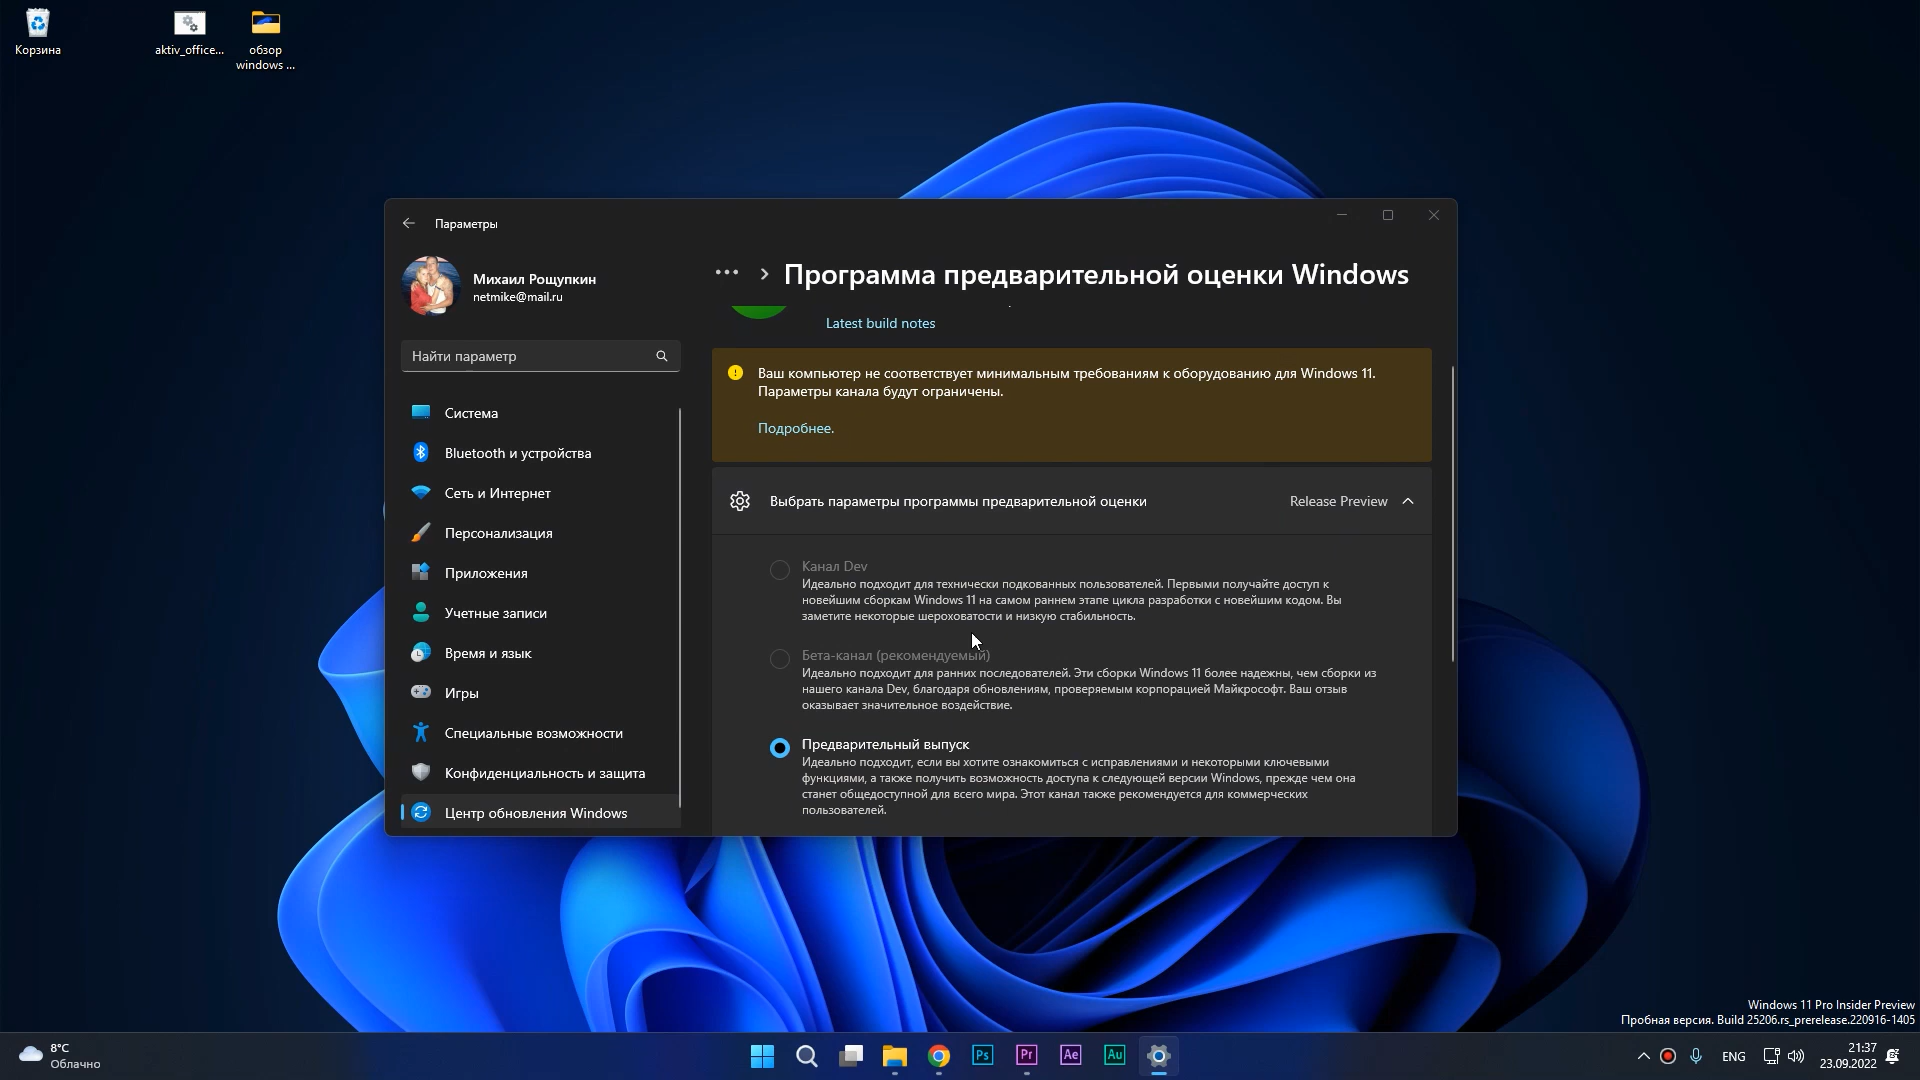 Корзина
aktiv_office...
обзор
windows ...
Параметры
Михаил Рощупкин
netmike@mail.ru
Найти параметр
Система
Bluetooth и устройства
Сеть и Интернет
Персонализация
Приложения
Учетные записи
Время и язык
Игры
Специальные возможности
Конфиденциальность и защита
Центр обновления Windows
Программа предварительной оценки Windows
Latest build notes
Ваш компьютер не соответствует минимальным требованиям к оборудованию для Windows 11.
Параметры канала будут ограничены.
Подробнее.
Выбрать параметры программы предварительной оценки
Release Preview
Канал Dev
Идеально подходит для технически подкованных пользователей. Первыми получайте доступ к
новейшим сборкам Windows 11 на самом раннем этапе цикла разработки с новейшим кодом. Вы
заметите некоторые шероховатости и низкую стабильность.
Бета-канал (рекомендуемый)
Идеально подходит для ранних последователей. Эти сборки Windows 11 более надежны, чем сборки из
нашего канала Dev, благодаря обновлениям, проверяемым корпорацией Майкрософт. Ваш отзыв
оказывает значительное воздействие.
Предварительный выпуск
Идеально подходит, если вы хотите ознакомиться с исправлениями и некоторыми ключевыми
функциями, а также получить возможность доступа к следующей версии Windows, прежде чем она
станет общедоступной для всего мира. Этот канал также рекомендуется для коммерческих
пользователей.
Windows 11 Pro Insider Preview
Пробная версия. Build 25206.rs_prerelease.220916-1405
8°C
Облачно
Ps
Pr
Ae
Au
ENG
21:37
23.09.2022